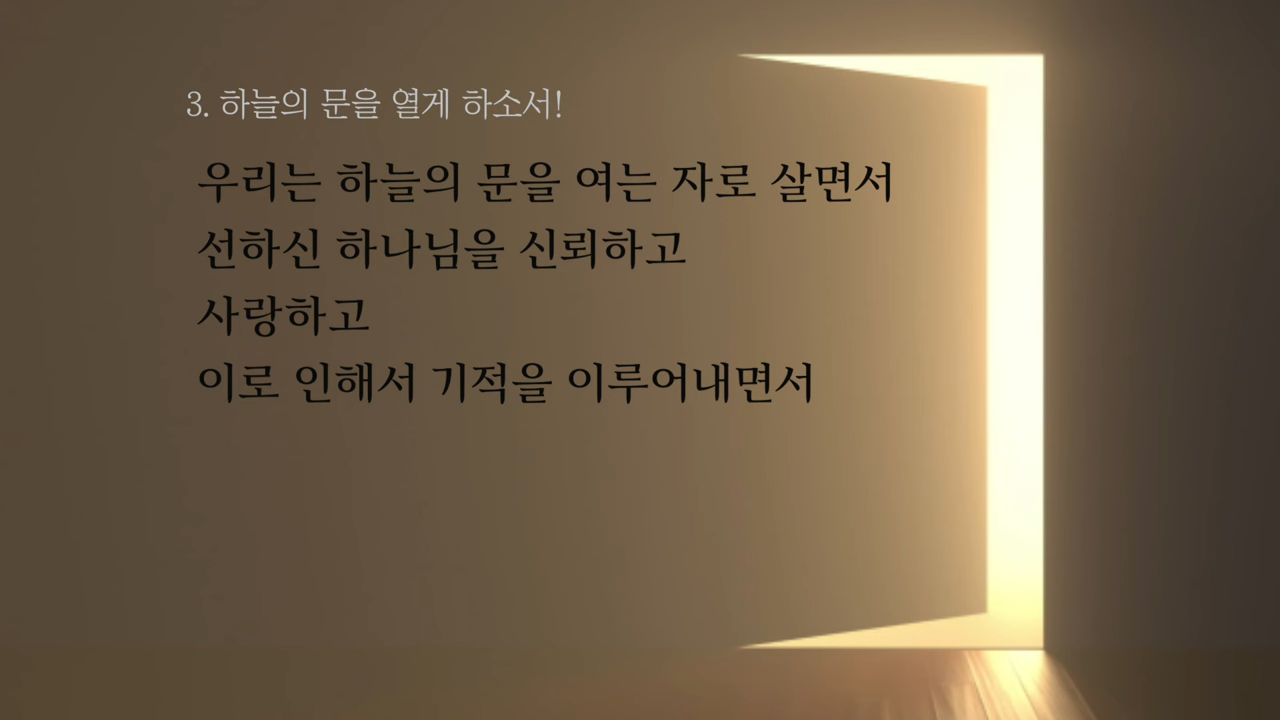 3. 하늘의 문을 열게 하소서!
우리는 하늘의 문을 여는 자로 살면서
선하신 하나님을 신뢰하고
사랑하고
이로 인해서 기적을 이루어내면서